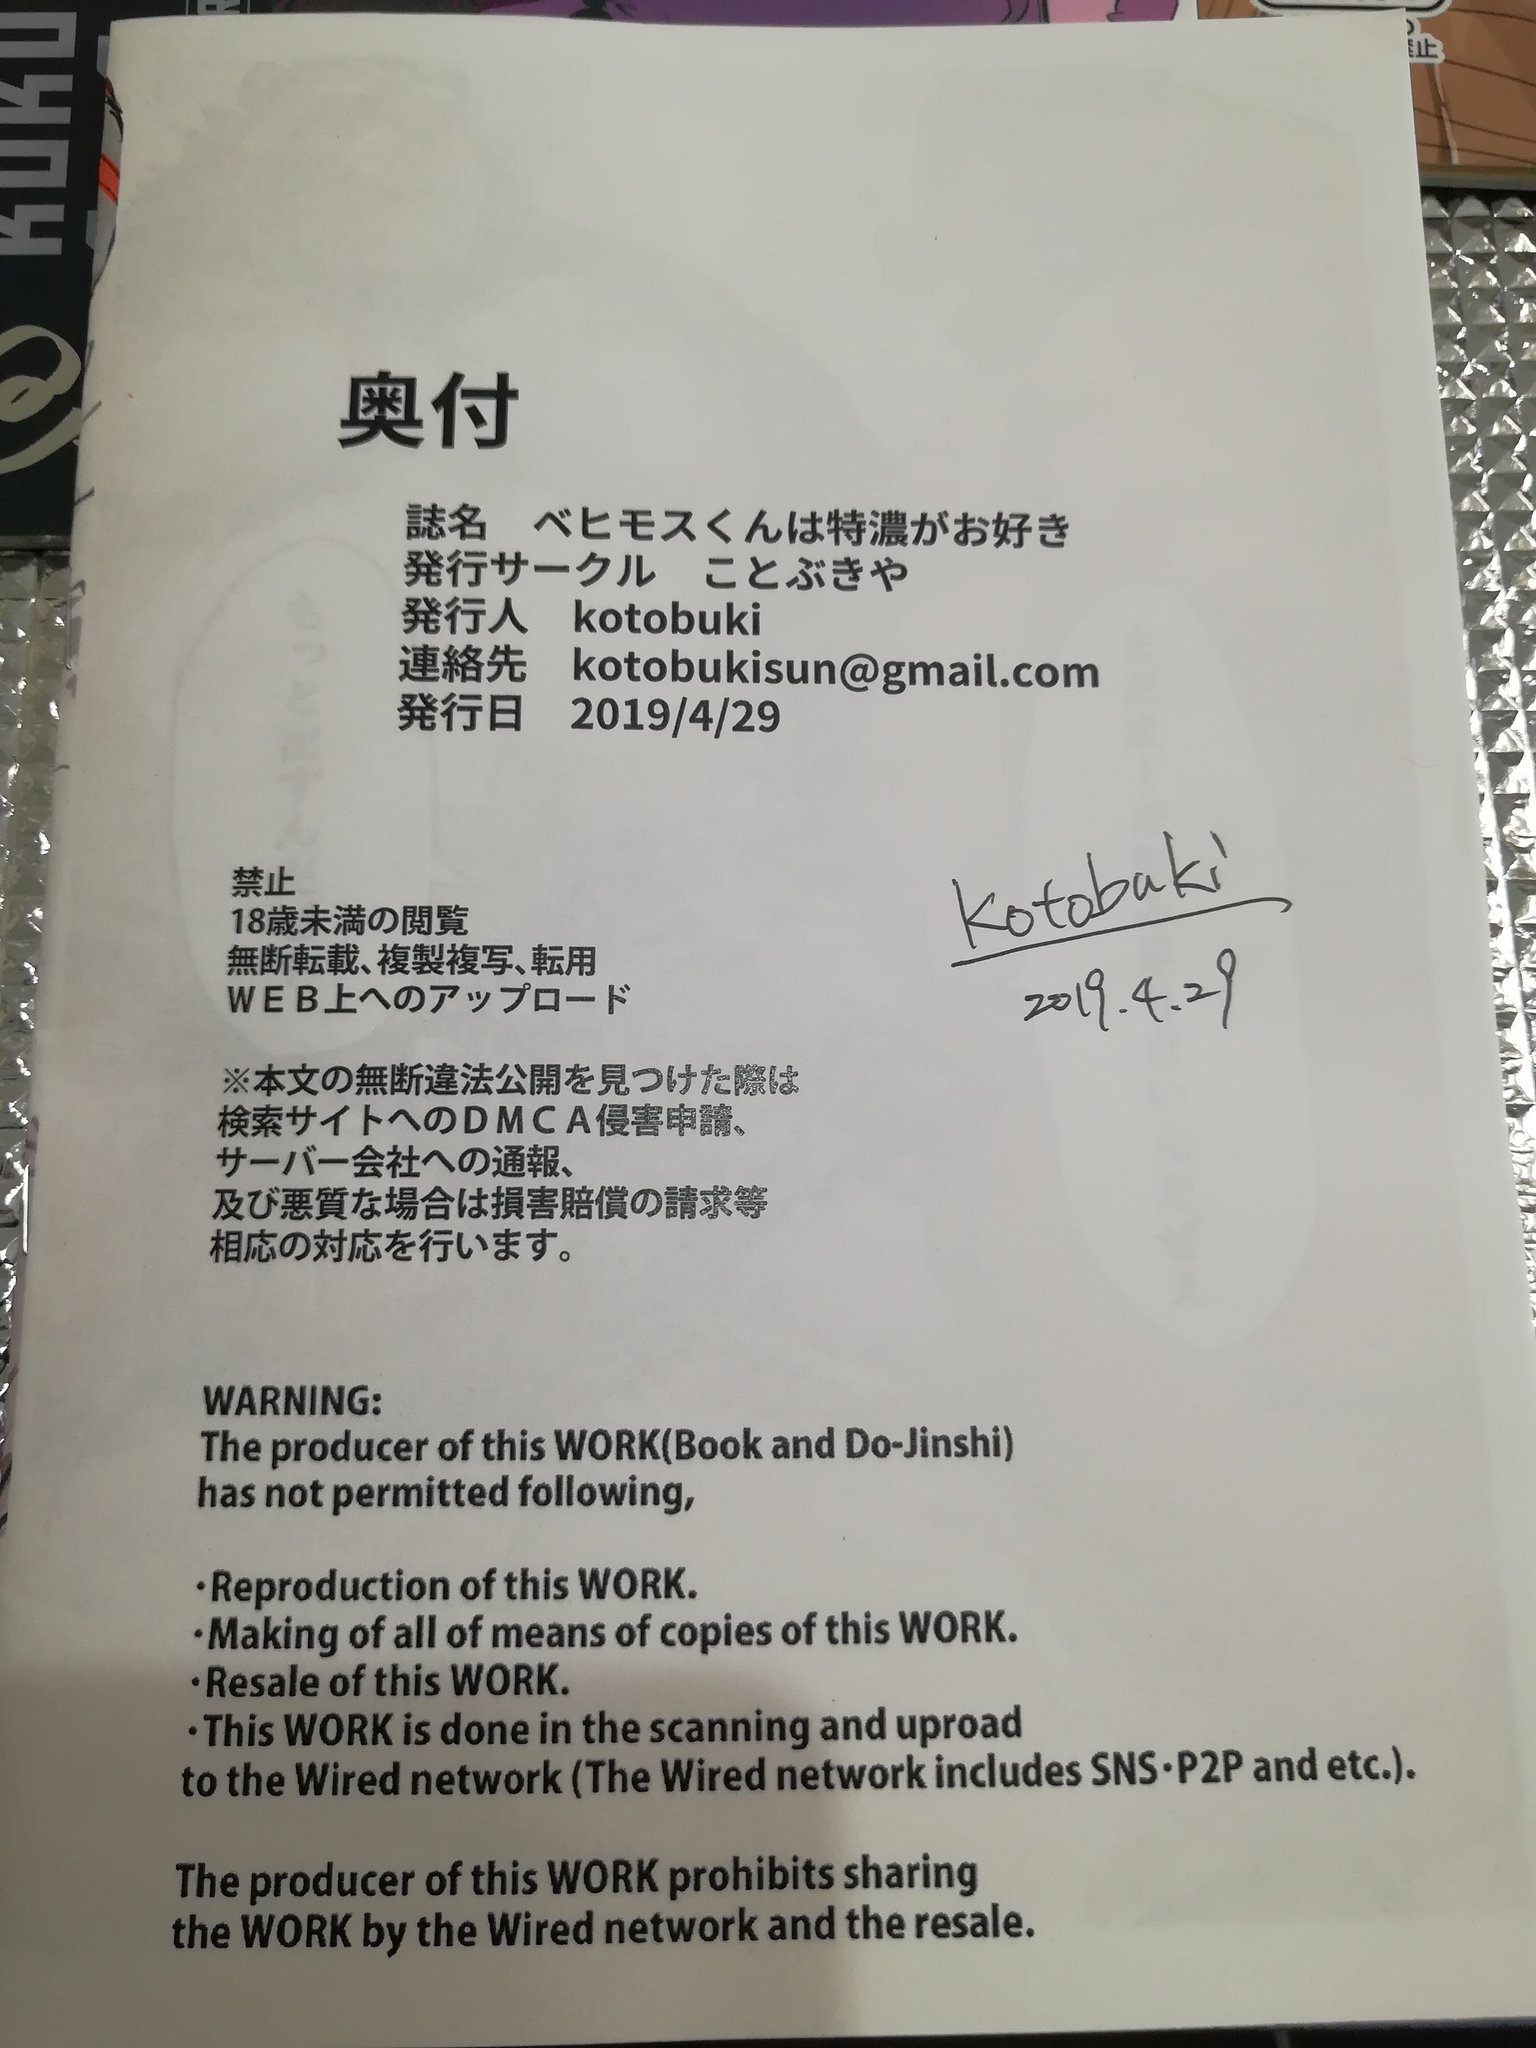 奥付
誌名 ベヒモスくんは特濃がお好き
発行サークル ことぶきや
発行人 kotobuki
連絡先 kotobukisun@gmail.com
発行日 2019/4/29
kotobuki
2019.4.29
禁止
18歳未満の閲覧
無断転載、複製複写、転用
ＷＥＢ上へのアップロード
※本文の無断違法公開を見つけた際は
検索サイトへのＤＭＣＡ侵害申請、
サーバー会社への通報、
及び悪質な場合は損害賠償の請求等
相応の対応を行います。
WARNING:
The producer of this WORK(Book and Do-Jinshi)
has not permitted following,
・Reproduction of this WORK.
・Making of all of means of copies of this WORK.
・Resale of this WORK.
・This WORK is done in the scanning and uproad
to the Wired network (The Wired network includes SNS・P2P and etc.).
The producer of this WORK prohibits sharing
the WORK by the Wired network and the resale.